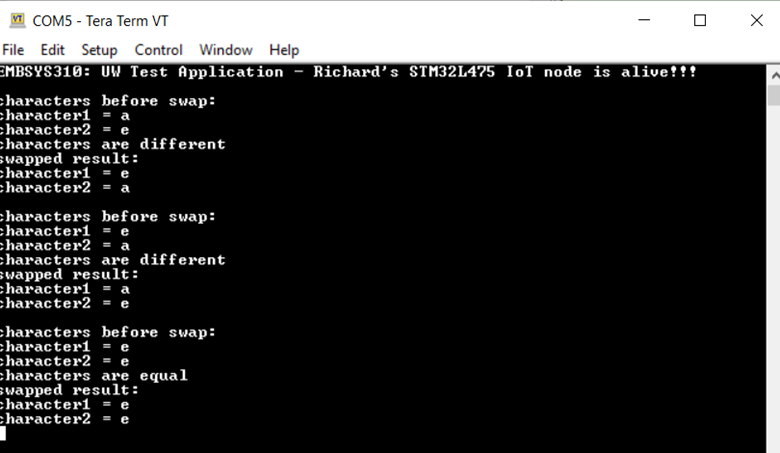 COM5 - Tera Term VT
File Edit Setup Control Window Help
EMBSYS310: UW Test Application - Richard's STM32L475 IoT node is alive!!!
characters before swap:
character1 = a
character2 = e
characters are different
swapped result:
character1 = e
character2 = a
characters before swap:
character1 = e
character2 = a
characters are different
swapped result:
character1 = a
character2 = e
characters before swap:
character1 = e
character2 = e
characters are equal
swapped result:
character1 = e
character2 = e